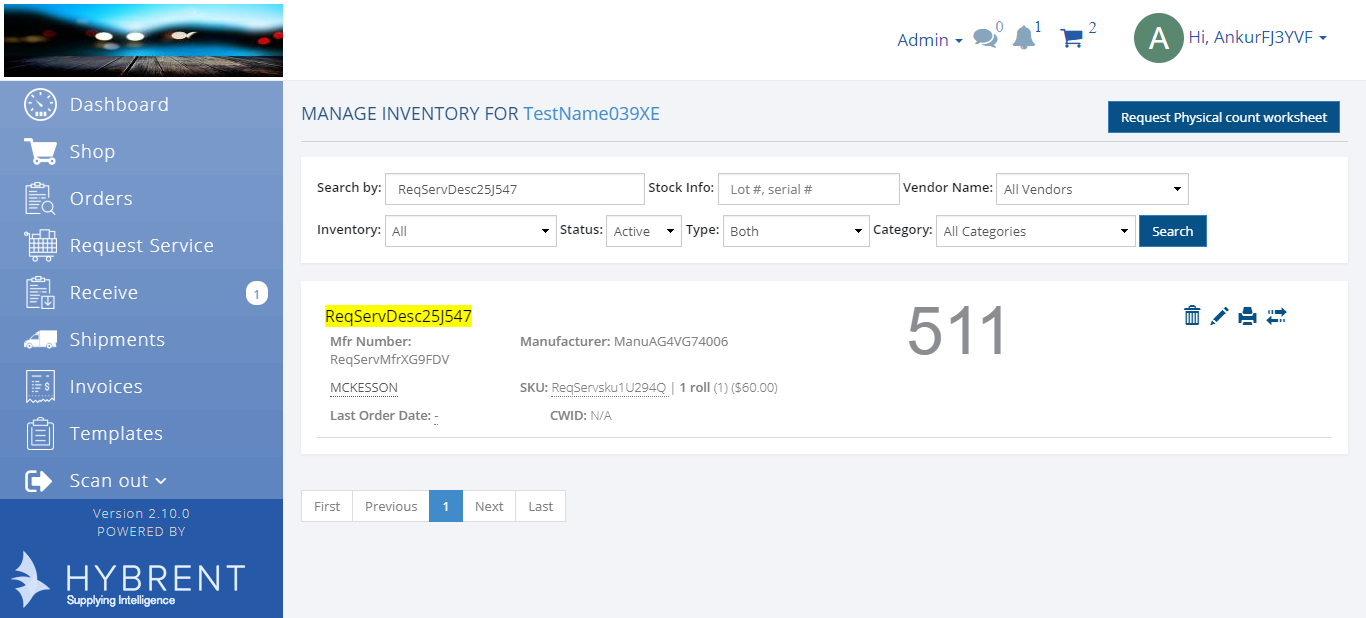 Admin 0 1 2 A Hi, AnkurFJ3YVF
Dashboard
Shop
Orders
Request Service
Receive 1
Shipments
Invoices
Templates
Scan out
Version 2.10.0
POWERED BY
HYBRENT
Supplying Intelligence
MANAGE INVENTORY FOR TestName039XE
Request Physical count worksheet
Search by: ReqServDesc25J547 Stock Info: Lot #, serial # Vendor Name: All Vendors
Inventory: All Status: Active Type: Both Category: All Categories Search
ReqServDesc25J547
511
Mfr Number: Manufacturer: ManuAG4VG74006
ReqServMfrXG9FDV
MCKESSON SKU: ReqServsku1U294Q | 1 roll (1) ($60.00)
Last Order Date: - CWID: N/A
First Previous 1 Next Last